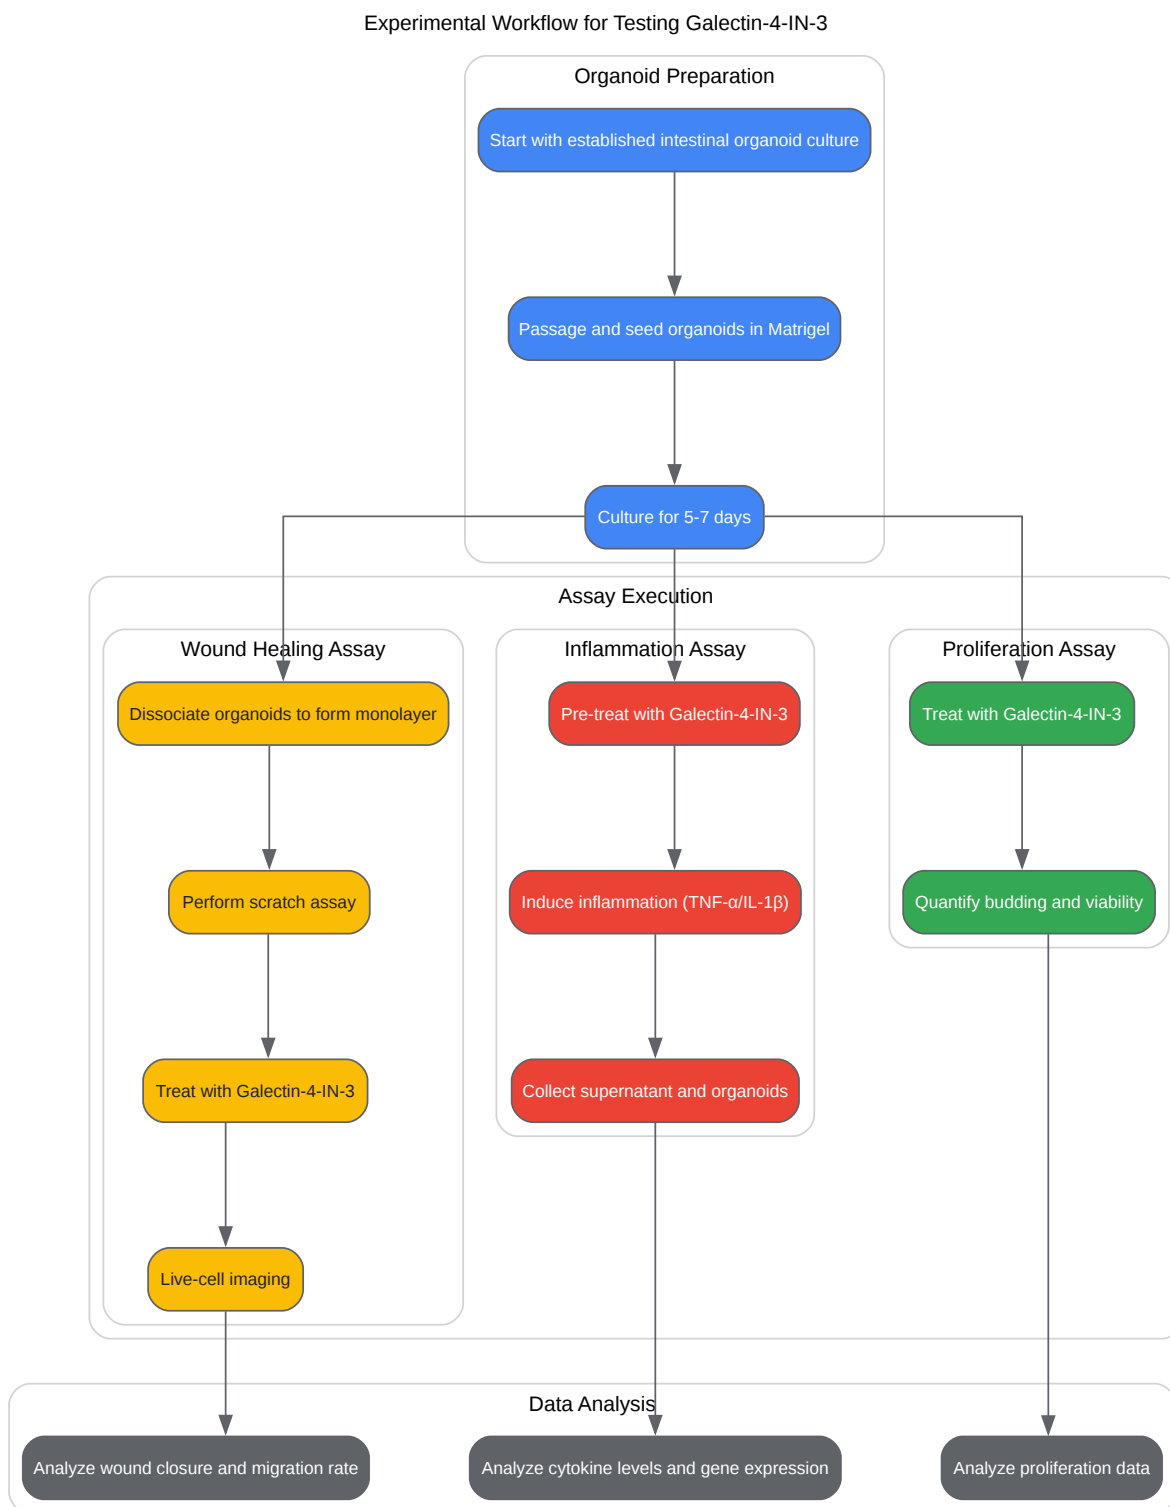 Experimental Workflow for Testing Galectin-4-IN-3
Organoid Preparation
Start with established intestinal organoid culture
Passage and seed organoids in Matrigel
Culture for 5-7 days
Assay Execution
Wound Healing Assay
Inflammation Assay
Proliferation Assay
Dissociate organoids to form monolayer
Pre-treat with Galectin-4-IN-3
Treat with Galectin-4-IN-3
Perform scratch assay
Induce inflammation (TNF-α/IL-1β)
Quantify budding and viability
Treat with Galectin-4-IN-3
Collect supernatant and organoids
Live-cell imaging
Data Analysis
Analyze wound closure and migration rate
Analyze cytokine levels and gene expression
Analyze proliferation data